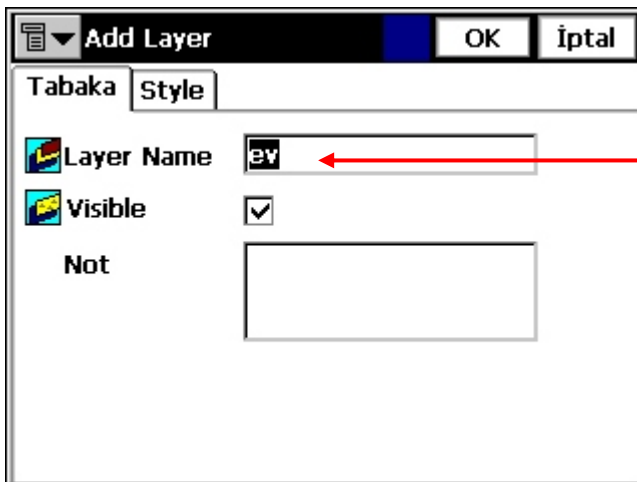 Add Layer OK İptal
Tabaka Style
Layer Name ev
Visible
Not